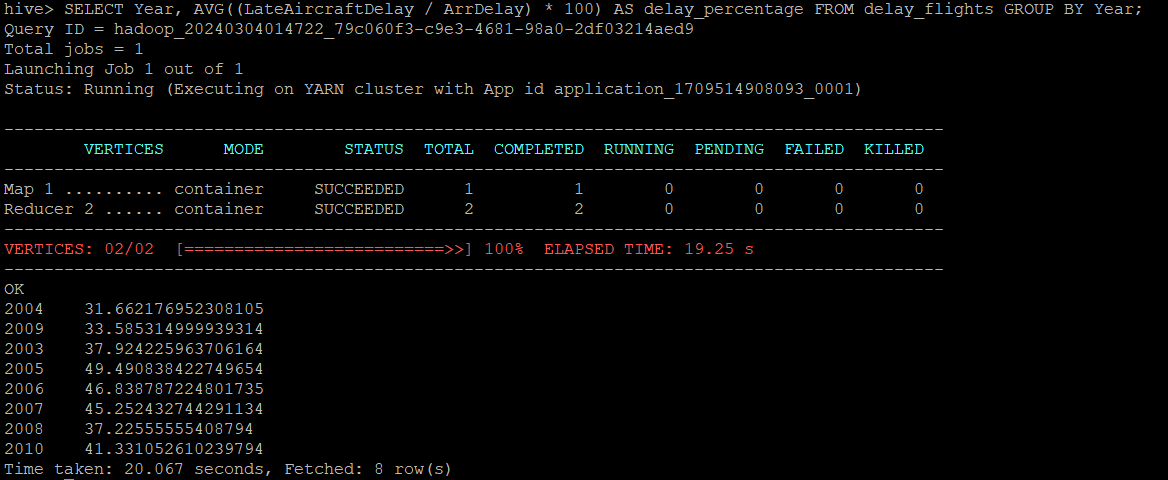 hive> SELECT Year, AVG((LateAircraftDelay / ArrDelay) * 100) AS delay_percentage FROM delay_flights GROUP BY Year;
Query ID = hadoop_20240304014722_79c060f3-c9e3-4681-98a0-2df03214aed9
Total jobs = 1
Launching Job 1 out of 1
Status: Running (Executing on YARN cluster with App id application_1709514908093_0001)
----------------------------------------------------------------------------------------------
        VERTICES      MODE        STATUS  TOTAL  COMPLETED  RUNNING  PENDING  FAILED  KILLED
----------------------------------------------------------------------------------------------
Map 1 .......... container     SUCCEEDED      1          1        0        0       0       0
Reducer 2 ...... container     SUCCEEDED      2          2        0        0       0       0
----------------------------------------------------------------------------------------------
VERTICES: 02/02  [==========================>>] 100%  ELAPSED TIME: 19.25 s
----------------------------------------------------------------------------------------------
OK
2004    31.662176952308105
2009    33.585314999939314
2003    37.924225963706164
2005    49.490838422749654
2006    46.838787224801735
2007    45.252432744291134
2008    37.22555555408794
2010    41.331052610239794
Time taken: 20.067 seconds, Fetched: 8 row(s)